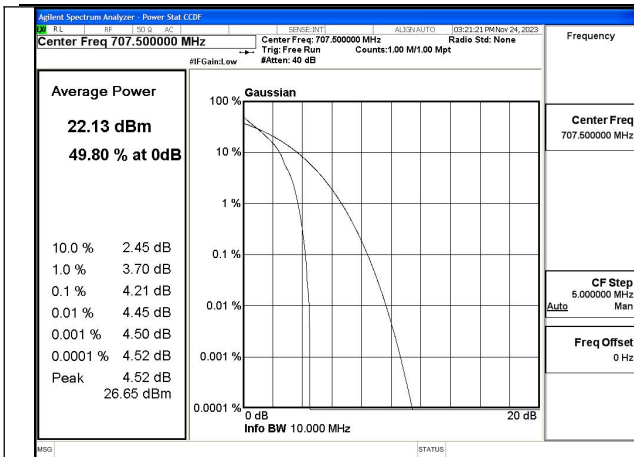 Agilent Spectrum Analyzer - Power Stat CCDF
RL RF 50 Ω AC SENSE:INT ALIGN AUTO 03:21:21 PM Nov 24, 2023
Center Freq 707.500000 MHz
Center Freq: 707.500000 MHz Radio Std: None
Trig: Free Run Counts:1.00 M/1.00 Mpt
#IFGain:Low #Atten: 40 dB
Frequency
Average Power
22.13 dBm
49.80 % at 0dB
10.0 % 2.45 dB
1.0 % 3.70 dB
0.1 % 4.21 dB
0.01 % 4.45 dB
0.001 % 4.50 dB
0.0001 % 4.52 dB
Peak 4.52 dB
26.65 dBm
Gaussian
100 %
10 %
1 %
0.1 %
0.01 %
0.001 %
0.0001 %
0 dB 20 dB
Info BW 10.000 MHz
Center Freq
707.500000 MHz
CF Step
5.000000 MHz
Auto Man
Freq Offset
0 Hz
MSG STATUS